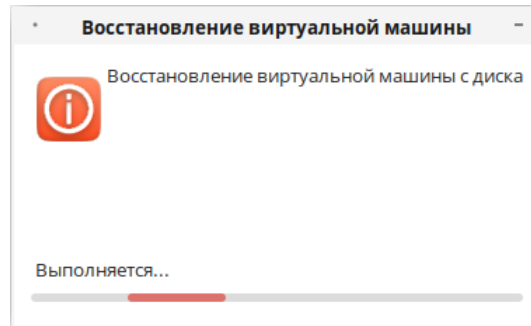 Восстановление виртуальной машины
Восстановление виртуальной машины с диска
Выполняется...